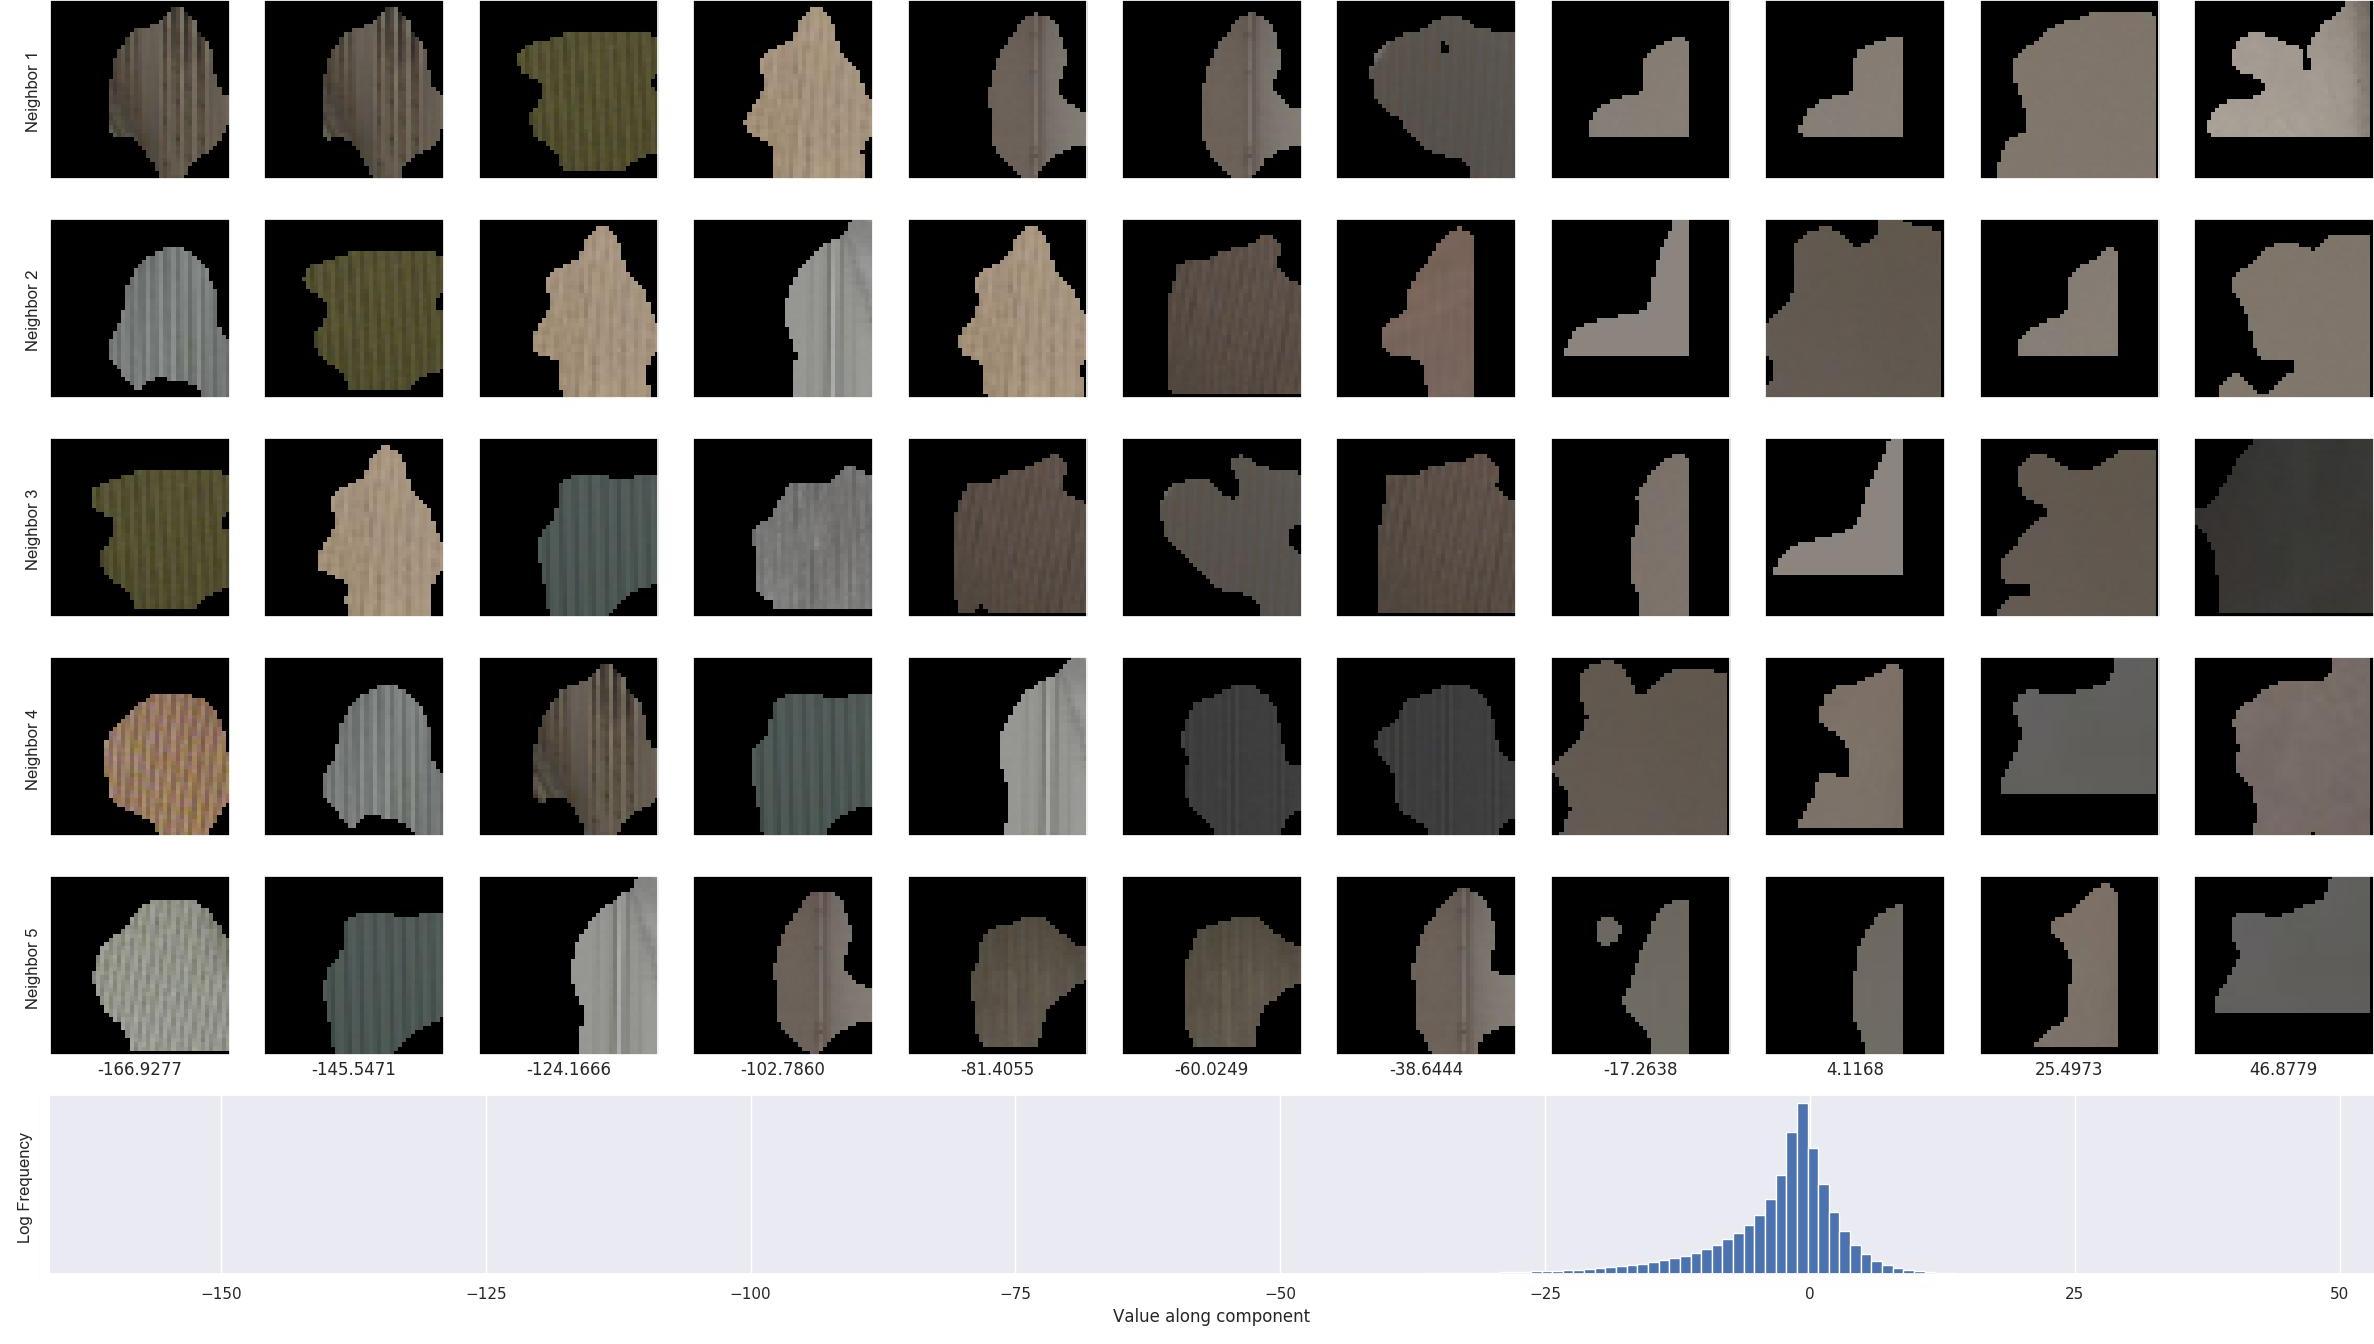 Neighbor 1
Neighbor 2
Neighbor 3
Neighbor 4
Neighbor 5
-166.9277 -145.5471 -124.1666 -102.7860 -81.4055 -60.0249 -38.6444 -17.2638 4.1168 25.4973 46.8779
Log Frequency
−150 −125 −100 −75 −50 −25 0 25 50
Value along component